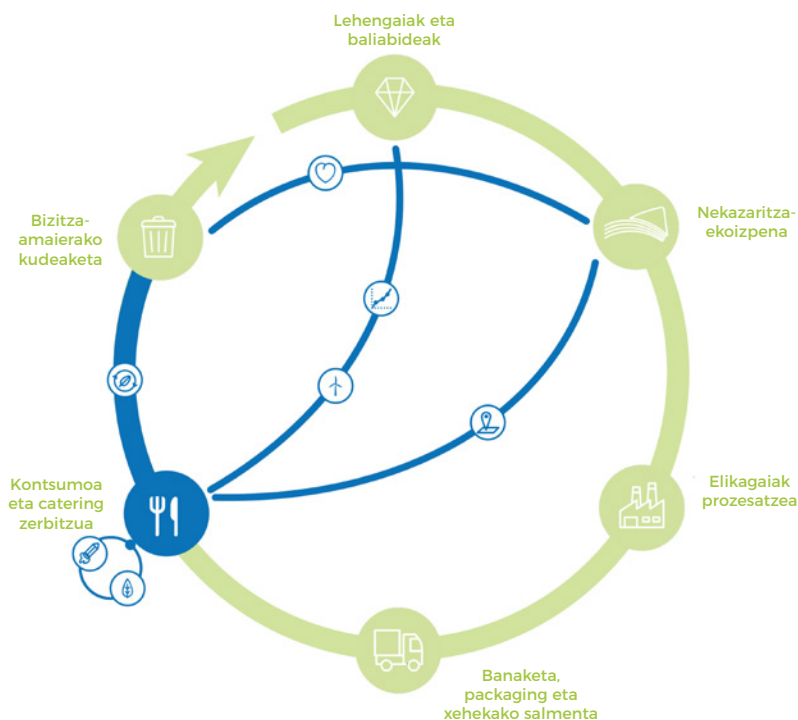 Lehengaiak eta
baliabideak
Nekazaritza-
ekoizpena
Elikagaiak
prozesatzea
Banaketa,
packaging eta
xehekako salmenta
Kontsumoa
eta catering
zerbitzua
Bizitza-
amaierako
kudeaketa